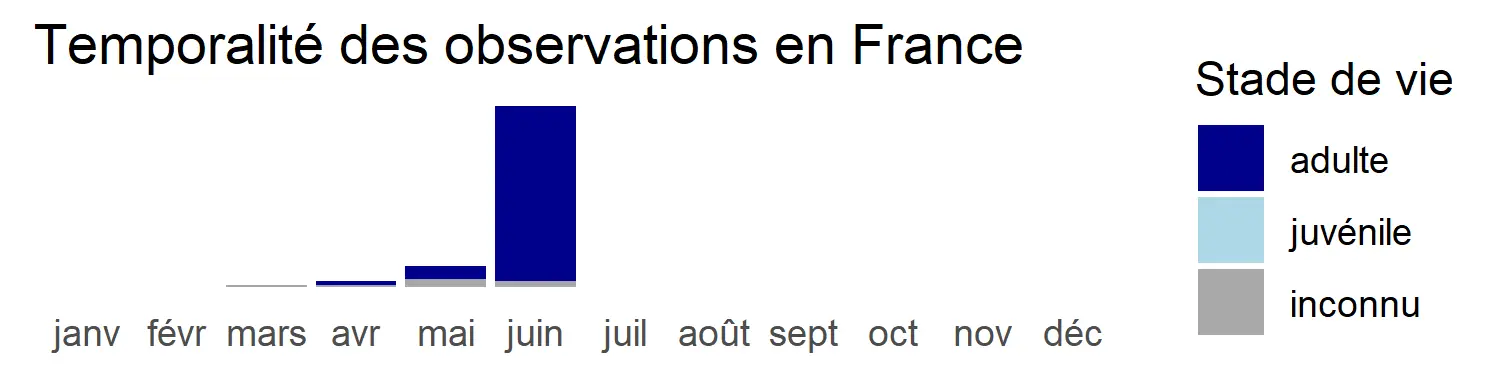 Temporalité des observations en France
janv févr mars avr mai juin juil août sept oct nov déc
Stade de vie
adulte
juvénile
inconnu